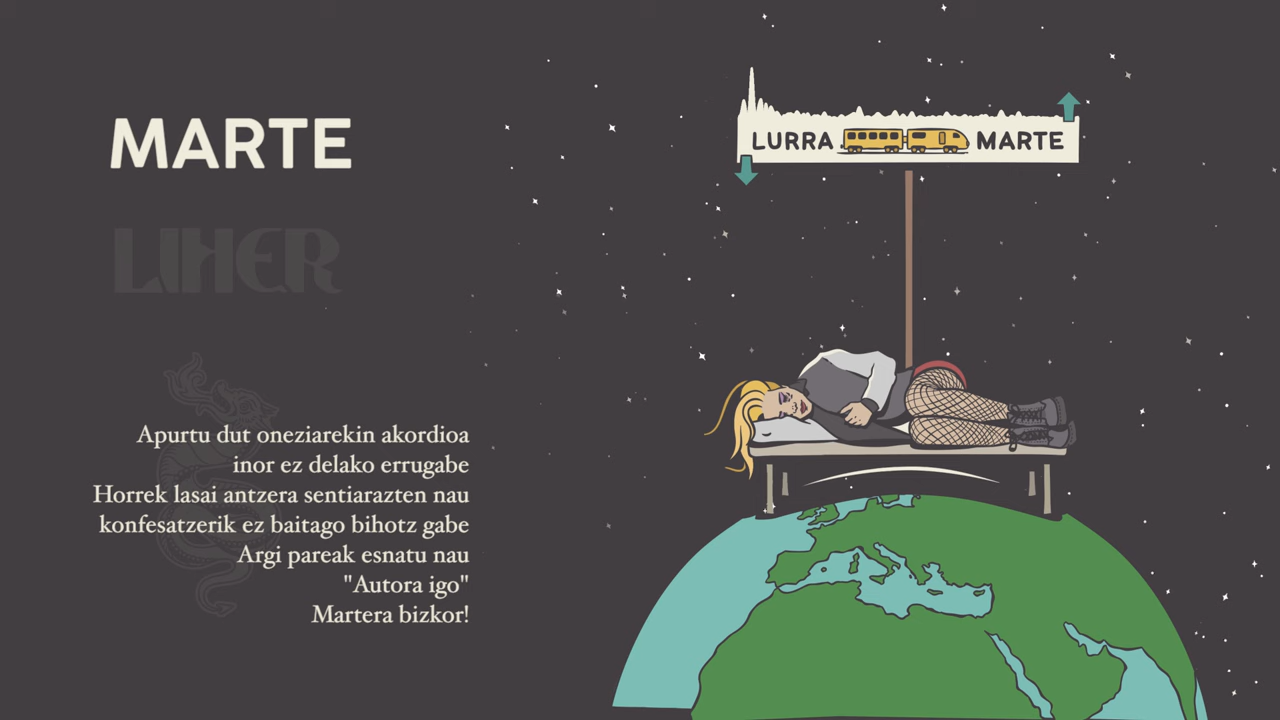 MARTE
LIHER
LURRA MARTE
Apurtu dut oneziarekin akordioa
inor ez delako errugabe
Horrek lasai antzera sentiarazten nau
konfesatzerik ez baitago bihotz gabe
Argi pareak esnatu nau
"Autora igo"
Martera bizkor!